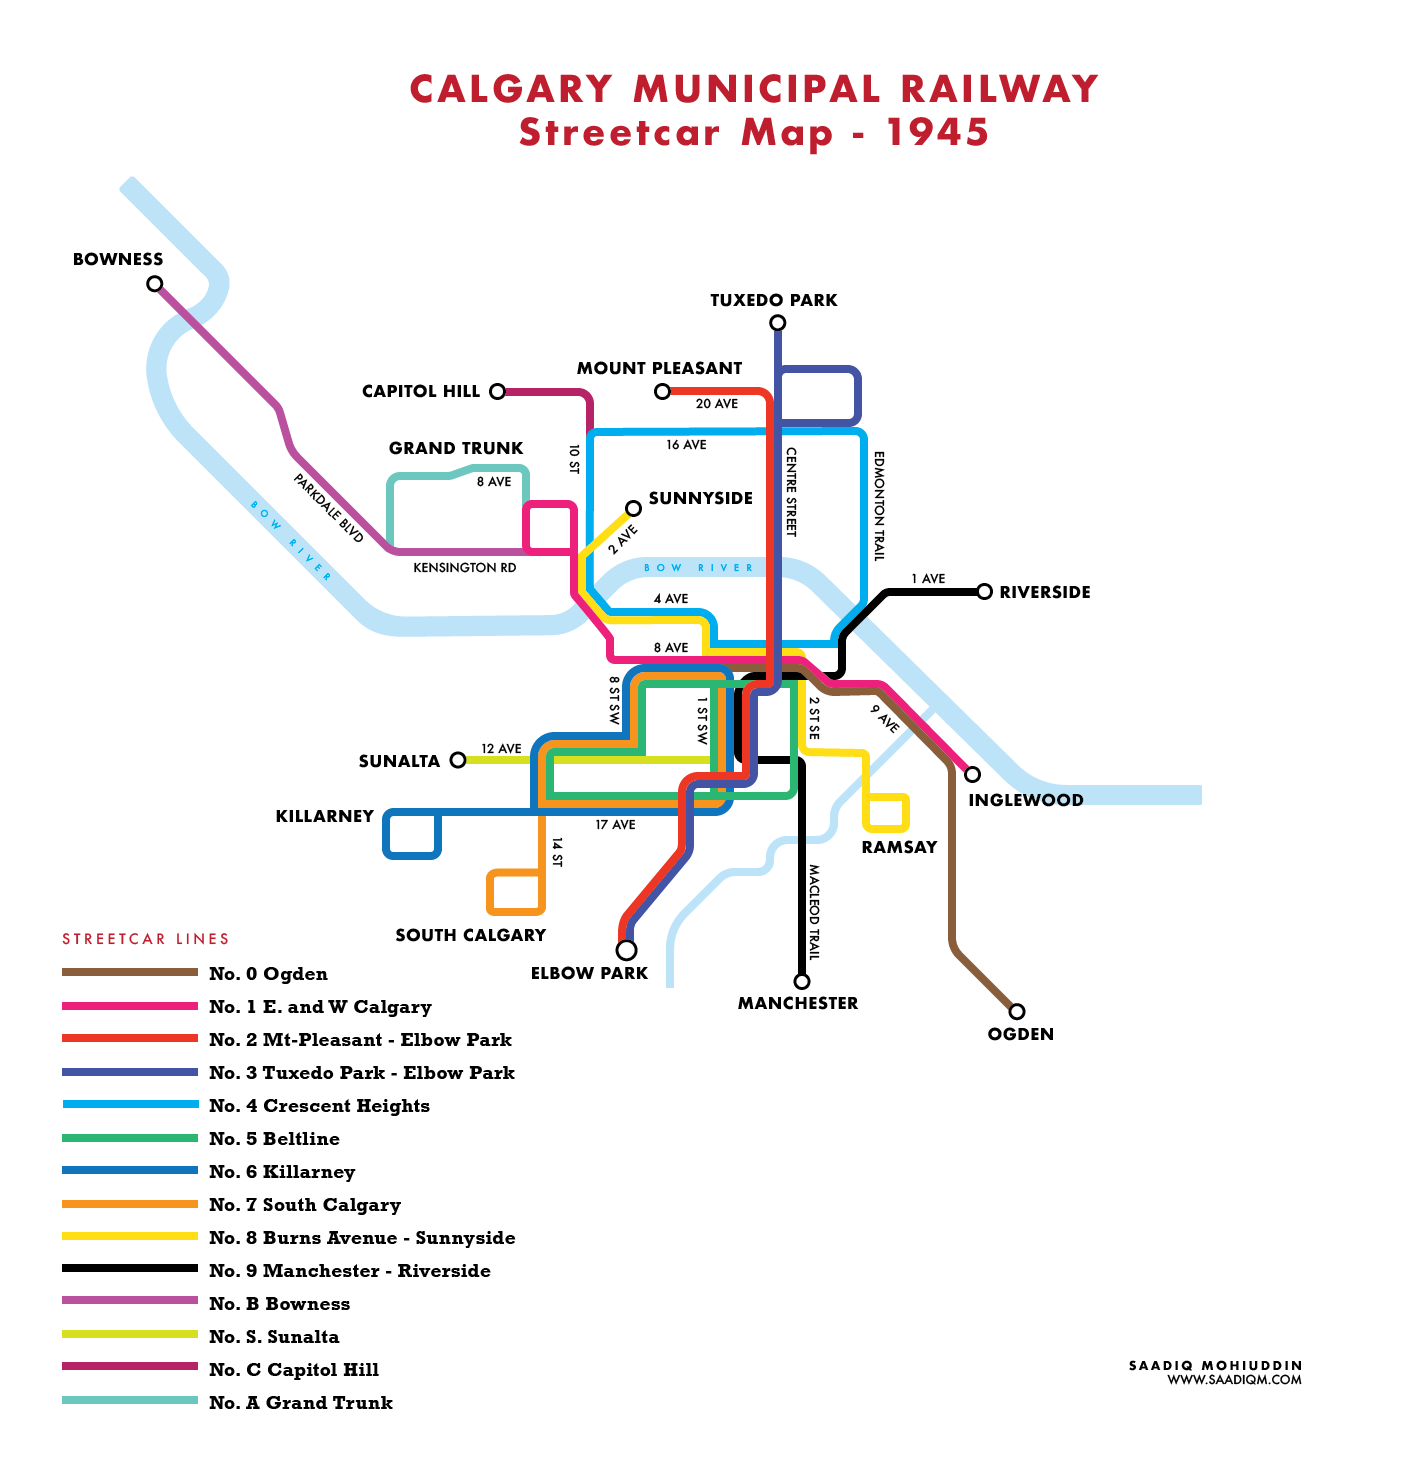 CALGARY MUNICIPAL RAILWAY
Streetcar Map - 1945
BOWNESS
TUXEDO PARK
MOUNT PLEASANT
CAPITOL HILL
20 AVE
16 AVE
GRAND TRUNK
10 ST
8 AVE
CENTRE STREET
EDMONTON TRAIL
SUNNYSIDE
2 AVE
PARKDALE BLVD
BOW RIVER
KENSINGTON RD
BOW RIVER
1 AVE
RIVERSIDE
4 AVE
8 AVE
8 ST SW
1 ST SW
2 ST SE
9 AVE
12 AVE
SUNALTA
INGLEWOOD
KILLARNEY
17 AVE
14 ST
RAMSAY
MACLEOD TRAIL
SOUTH CALGARY
ELBOW PARK
MANCHESTER
OGDEN
STREETCAR LINES
No. 0 Ogden
No. 1 E. and W Calgary
No. 2 Mt-Pleasant - Elbow Park
No. 3 Tuxedo Park - Elbow Park
No. 4 Crescent Heights
No. 5 Beltline
No. 6 Killarney
No. 7 South Calgary
No. 8 Burns Avenue - Sunnyside
No. 9 Manchester - Riverside
No. B Bowness
No. S. Sunalta
No. C Capitol Hill
No. A Grand Trunk
SAADIQ MOHIUDDIN
WWW.SAADIQM.COM